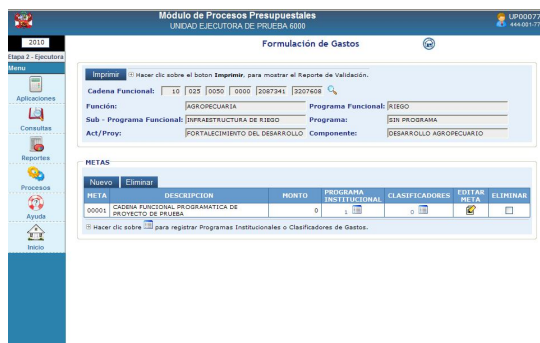 Módulo de Procesos Presupuestales
UNIDAD EJECUTORA DE PRUEBA 6000
UP00077
444-001-77
2010
Etapa 2 - Ejecutora
Menu
Aplicaciones
Consultas
Reportes
Procesos
Ayuda
Inicio
Formulación de Gastos
Imprimir Hacer clic sobre el boton Imprimir, para mostrar el Reporte de Validación.
Cadena Funcional: 10 025 0050 0000 2087341 3207608
Función: AGROPECUARIA Programa Funcional: RIEGO
Sub - Programa Funcional: INFRAESTRUCTURA DE RIEGO Programa: SIN PROGRAMA
Act/Proy: FORTALECIMIENTO DEL DESARROLLO Componente: DESARROLLO AGROPECUARIO
METAS
Nuevo Eliminar
META DESCRIPCION MONTO PROGRAMA INSTITUCIONAL CLASIFICADORES EDITAR META ELIMINAR
00001 CADENA FUNCIONAL PROGRAMATICA DE PROYECTO DE PRUEBA 0 1 0
Hacer clic sobre para registrar Programas Institucionales o Clasificadores de Gastos.